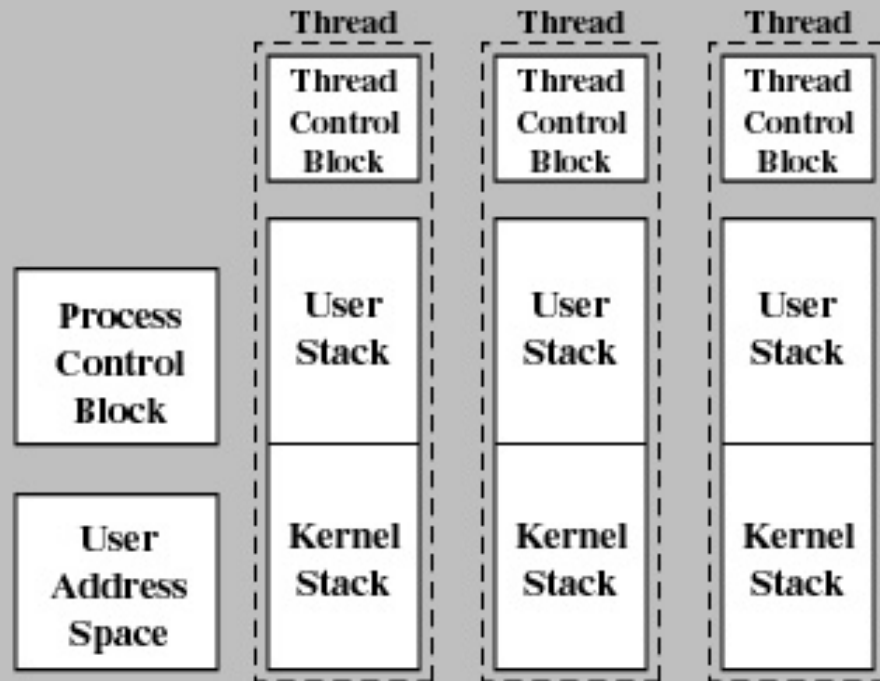 Thread
Thread
Thread
Thread
Control
Block
Thread
Control
Block
Thread
Control
Block
Process
Control
Block
User
Address
Space
User
Stack
Kernel
Stack
User
Stack
Kernel
Stack
User
Stack
Kernel
Stack